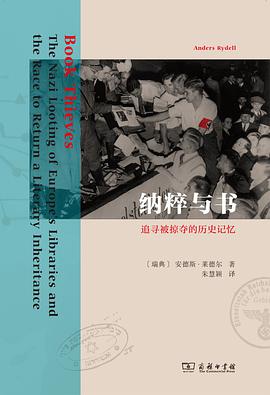 Anders Rydell
Book Thieves
The Nazi Looting of Europe's Libraries and
the Race to Return a Literary Inheritance
纳粹与书
追寻被掠夺的历史记忆
〔瑞典〕安德斯·莱德尔 著
朱慧颖 译
商务印书馆
The Commercial Press